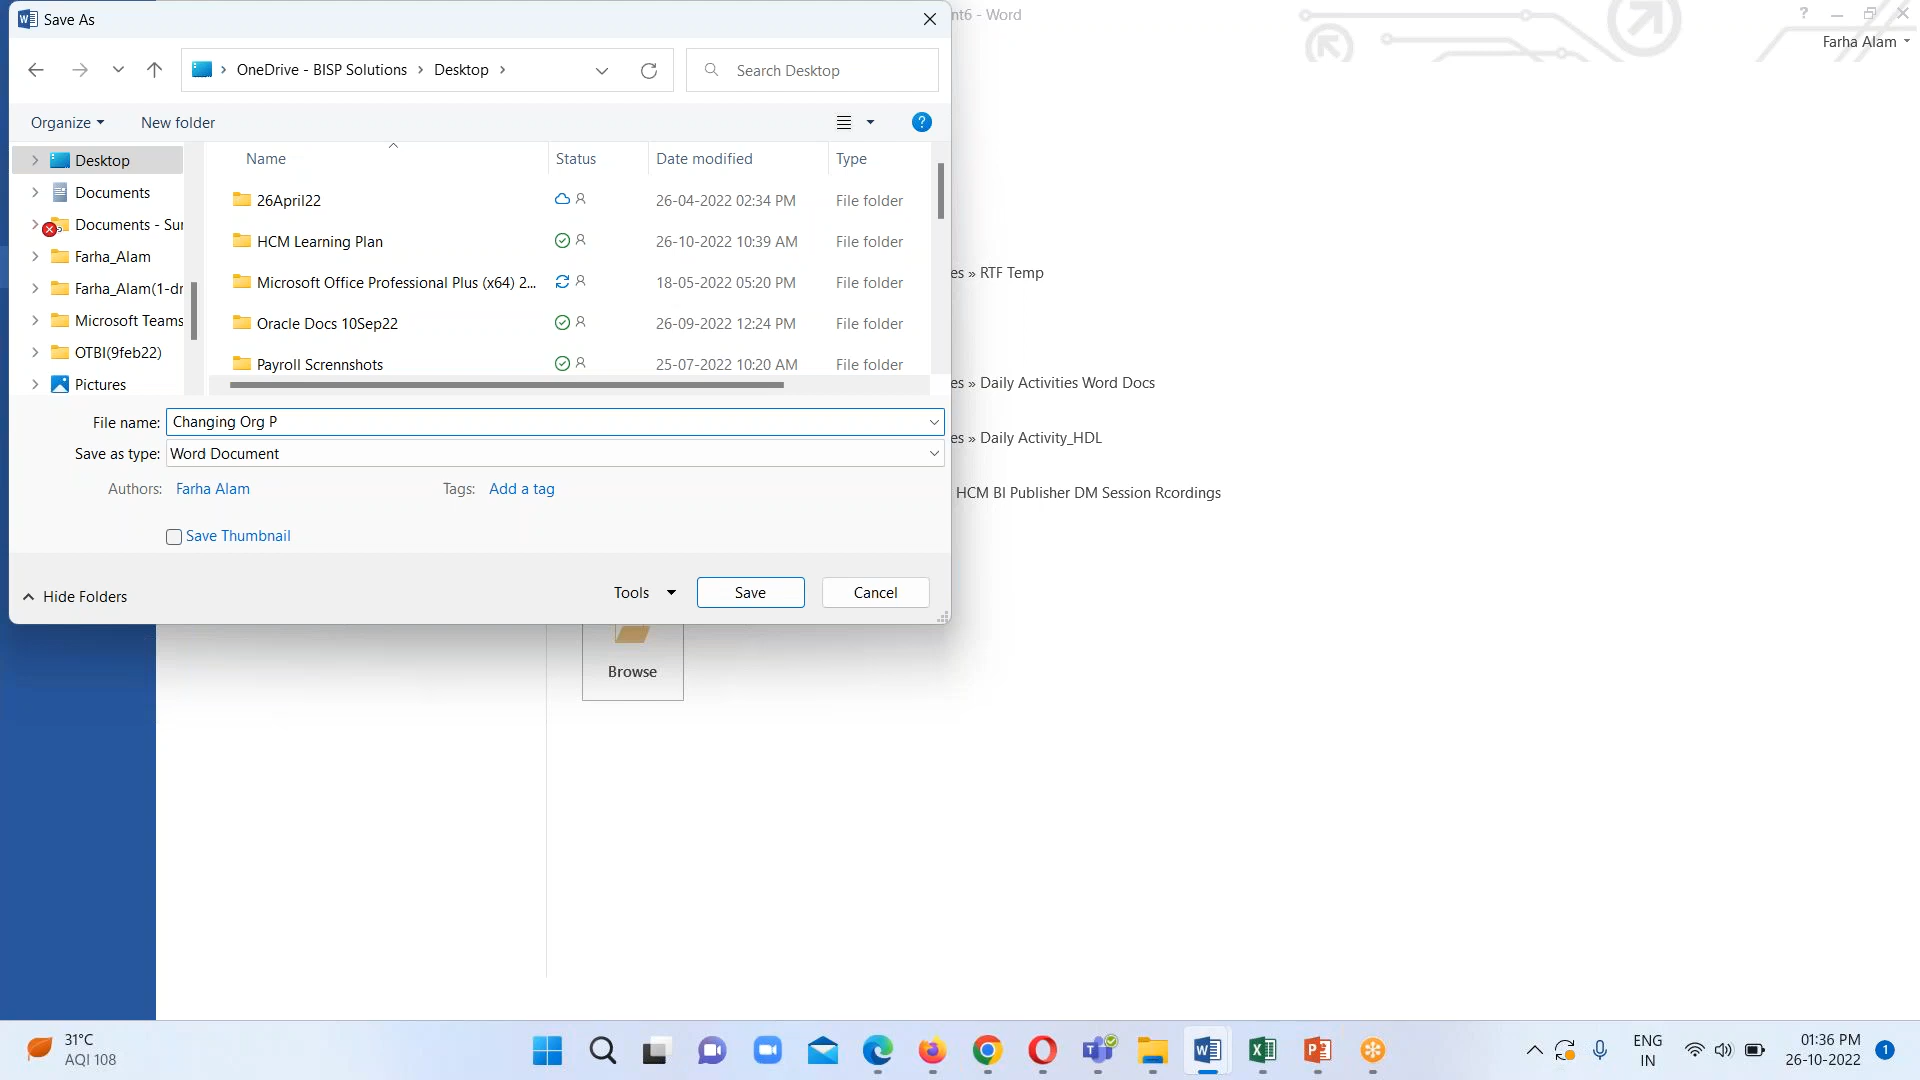 Save As
nt6 - Word
Farha Alam
OneDrive - BISP Solutions > Desktop >
Search Desktop
Organize
New folder
Name
Status
Date modified
Type
Desktop
Documents
Documents - Sur
Farha_Alam
Farha_Alam(1-dr
Microsoft Teams
OTBI(9feb22)
Pictures
26April22
26-04-2022 02:34 PM
File folder
HCM Learning Plan
26-10-2022 10:39 AM
File folder
Microsoft Office Professional Plus (x64) 2...
18-05-2022 05:20 PM
File folder
Oracle Docs 10Sep22
26-09-2022 12:24 PM
File folder
Payroll Scrennshots
25-07-2022 10:20 AM
File folder
File name: Changing Org P
Save as type: Word Document
Authors: Farha Alam
Tags: Add a tag
Save Thumbnail
Hide Folders
Tools
Save
Cancel
es » RTF Temp
es » Daily Activities Word Docs
es » Daily Activity_HDL
HCM BI Publisher DM Session Rcordings
Browse
31°C
AQI 108
ENG
IN
01:36 PM
26-10-2022
1